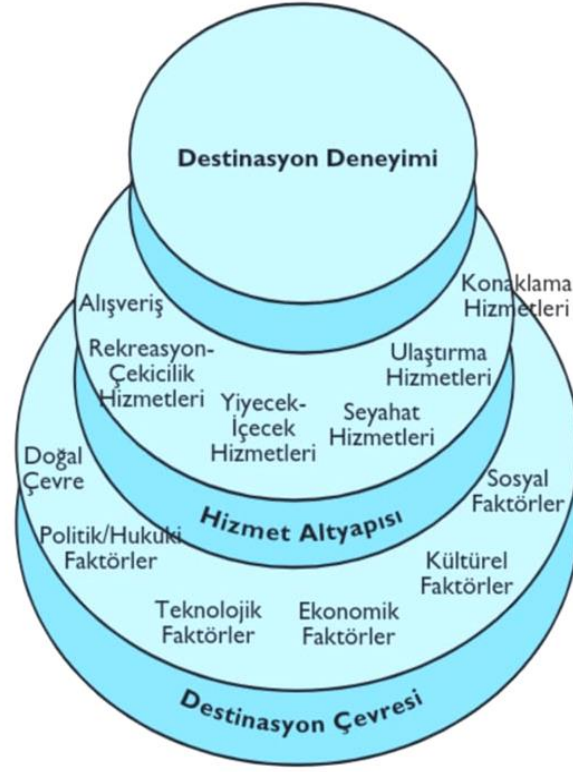 Destinasyon Deneyimi
Alışveriş
Rekreasyon-
Çekicilik
Hizmetleri
Yiyecek-
İçecek
Hizmetleri
Seyahat
Hizmetleri
Ulaştırma
Hizmetleri
Konaklama
Hizmetleri
Hizmet Altyapısı
Doğal
Çevre
Politik/Hukuki
Faktörler
Teknolojik
Faktörler
Ekonomik
Faktörler
Kültürel
Faktörler
Sosyal
Faktörler
Destinasyon Çevresi